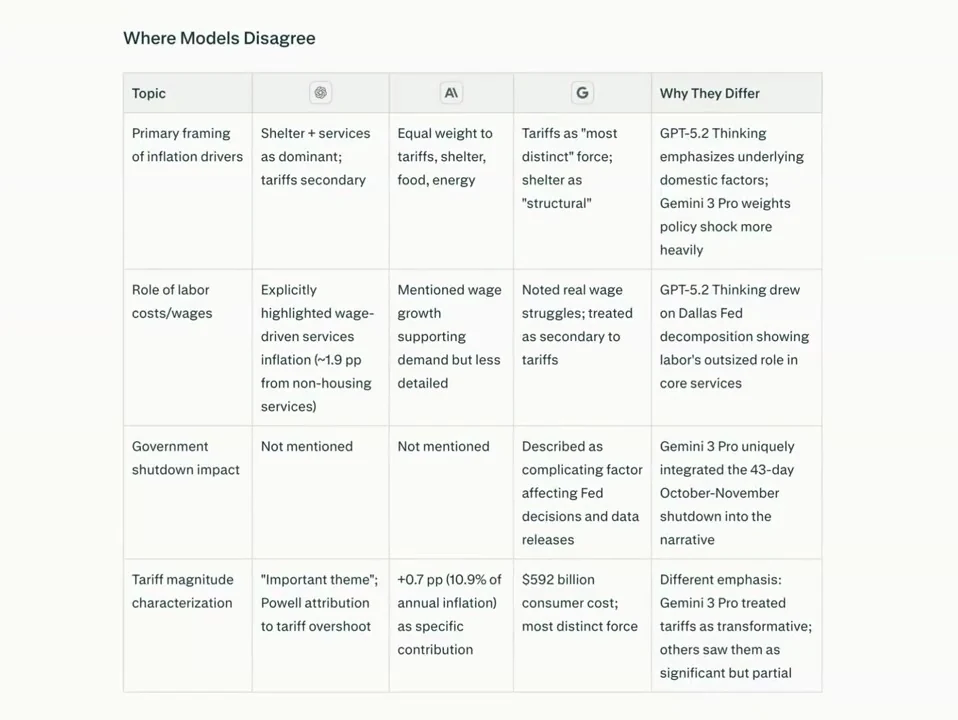 Where Models Disagree
Topic
A\
G
Why They Differ
Primary framing
of inflation drivers
Shelter + services
as dominant;
tariffs secondary
Equal weight to
tariffs, shelter,
food, energy
Tariffs as "most
distinct" force;
shelter as
"structural"
GPT-5.2 Thinking
emphasizes underlying
domestic factors;
Gemini 3 Pro weights
policy shock more
heavily
Role of labor
costs/wages
Explicitly
highlighted wage-
driven services
inflation (~1.9 pp
from non-housing
services)
Mentioned wage
growth
supporting
demand but less
detailed
Noted real wage
struggles; treated
as secondary to
tariffs
GPT-5.2 Thinking drew
on Dallas Fed
decomposition showing
labor's outsized role in
core services
Government
shutdown impact
Not mentioned
Not mentioned
Described as
complicating factor
affecting Fed
decisions and data
releases
Gemini 3 Pro uniquely
integrated the 43-day
October-November
shutdown into the
narrative
Tariff magnitude
characterization
"Important theme";
Powell attribution
to tariff overshoot
+0.7 pp (10.9% of
annual inflation)
as specific
contribution
$592 billion
consumer cost;
most distinct force
Different emphasis:
Gemini 3 Pro treated
tariffs as transformative;
others saw them as
significant but partial